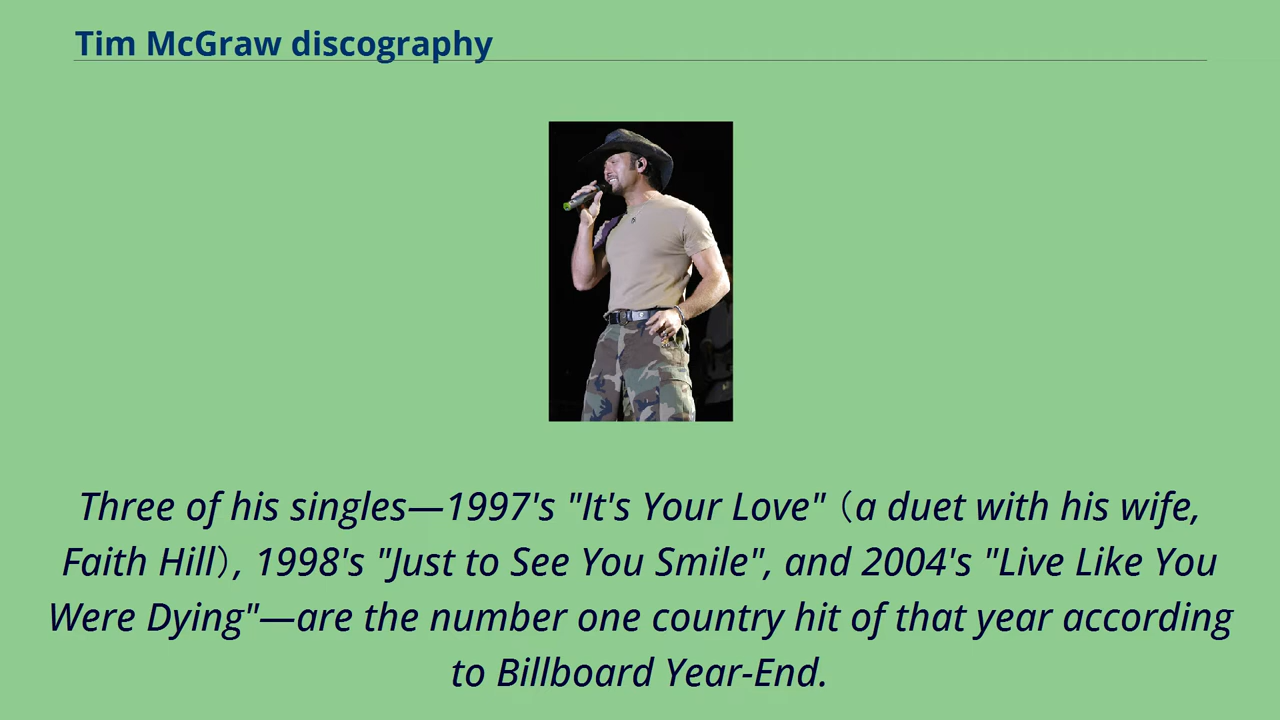 Tim McGraw discography
Three of his singles—1997's "It's Your Love" （a duet with his wife,
Faith Hill）, 1998's "Just to See You Smile", and 2004's "Live Like You
Were Dying"—are the number one country hit of that year according
to Billboard Year-End.